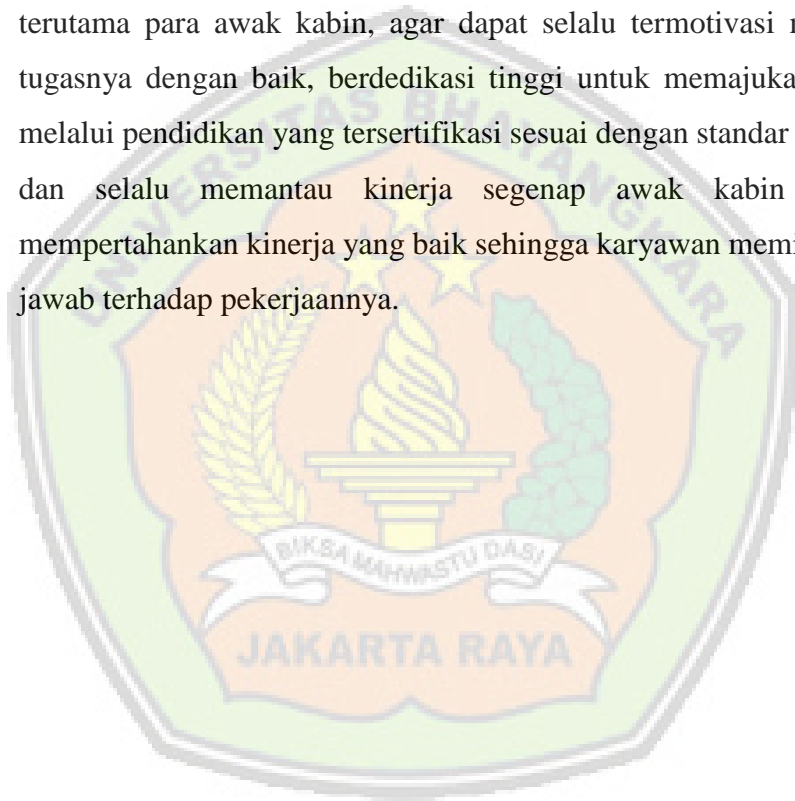 terutama para awak kabin, agar dapat selalu termotivasi
tugasnya dengan baik, berdedikasi tinggi untuk
melalui pendidikan yang tersertifikasi sesuai dengan standar
dan selalu memantau kinerja segenap awak kabin
mempertahankan kinerja yang baik sehingga karyawan
jawab terhadap pekerjaannya.
UNIVERSITAS BHAYANGKARA
BIKSA MAHWASTU DASI
JAKARTA RAYA